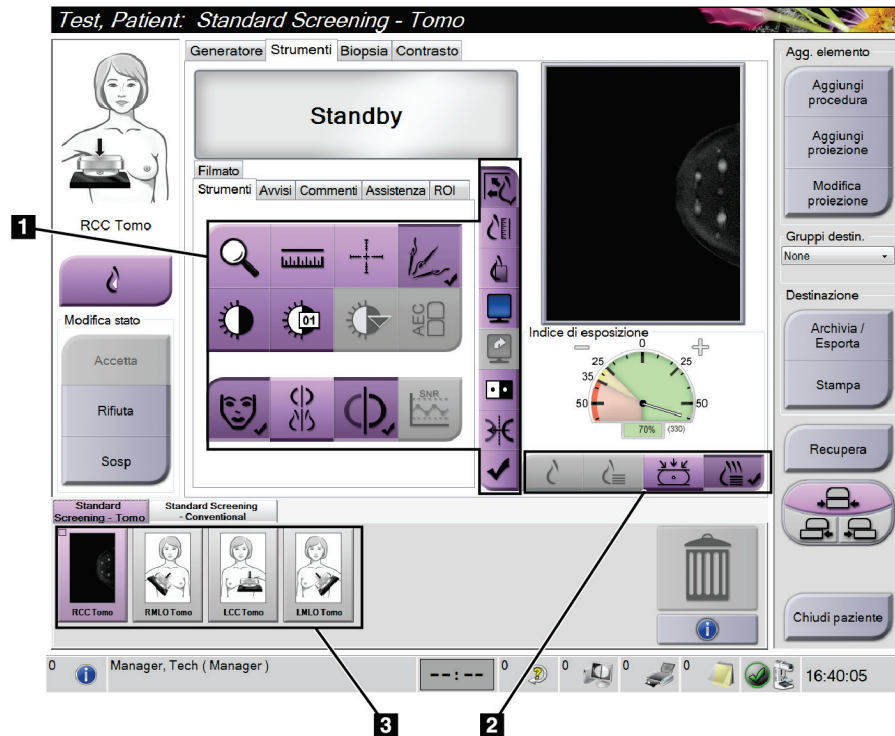 Test, Patient: Standard Screening - Tomo
Generatore Strumenti Biopsia Contrasto
Standby
Filmato
Strumenti Avvisi Commenti Assistenza ROI
RCC Tomo
Modifica stato
Accetta
Rifiuta
Sosp
1
01
AEC
SNR
Indice di esposizione
0
25 25
35
50 50
70% (330)
Agg. elemento
Aggiungi
procedura
Aggiungi
proiezione
Modifica
proiezione
Gruppi destin.
None
Destinazione
Archivia /
Esporta
Stampa
Recupera
Chiudi paziente
Standard
Screening - Tomo
Standard Screening
- Conventional
RCC Tomo RMLO Tomo LCC Tomo LMLO Tomo
0 Manager, Tech ( Manager ) --:-- 0 0 0 0 16:40:05
3 2